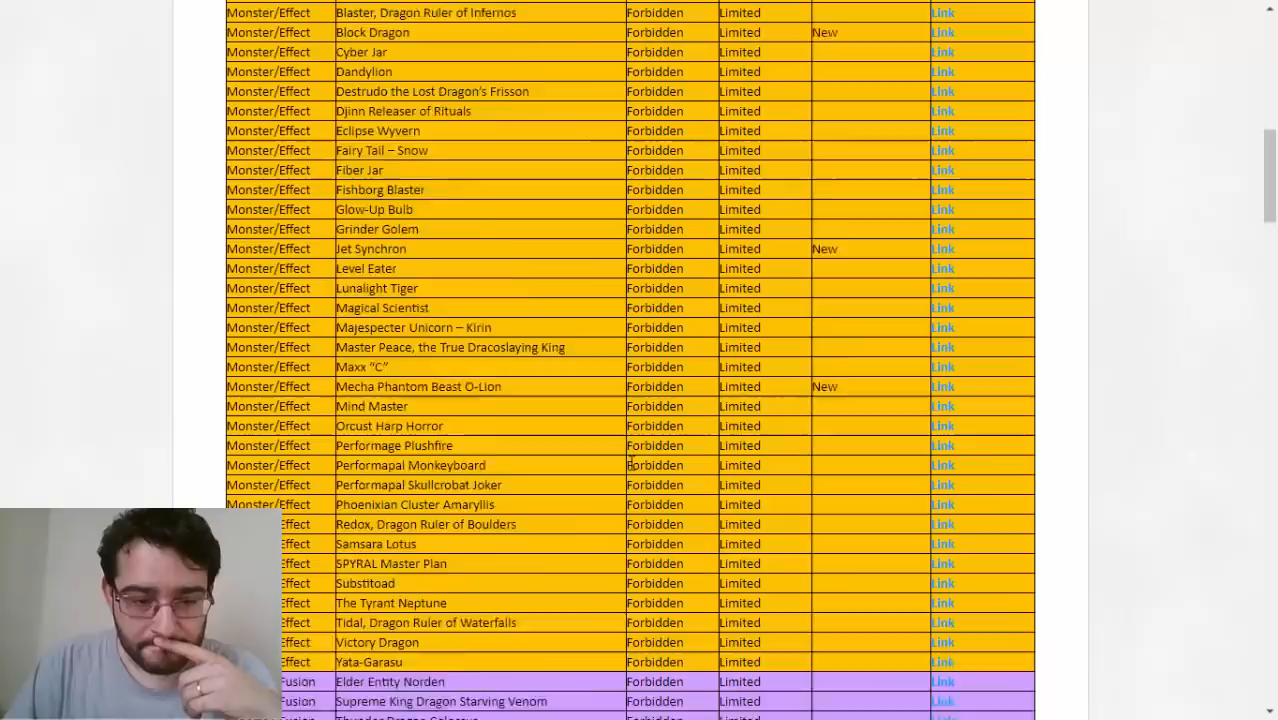 Monster/Effect Blaster, Dragon Ruler of Infernos Forbidden Limited Link
Monster/Effect Block Dragon Forbidden Limited New Link
Monster/Effect Cyber Jar Forbidden Limited Link
Monster/Effect Dandylion Forbidden Limited Link
Monster/Effect Destrudo the Lost Dragon's Frisson Forbidden Limited Link
Monster/Effect Djinn Releaser of Rituals Forbidden Limited Link
Monster/Effect Eclipse Wyvern Forbidden Limited Link
Monster/Effect Fairy Tail – Snow Forbidden Limited Link
Monster/Effect Fiber Jar Forbidden Limited Link
Monster/Effect Fishborg Blaster Forbidden Limited Link
Monster/Effect Glow-Up Bulb Forbidden Limited Link
Monster/Effect Grinder Golem Forbidden Limited Link
Monster/Effect Jet Synchron Forbidden Limited New Link
Monster/Effect Level Eater Forbidden Limited Link
Monster/Effect Lunalight Tiger Forbidden Limited Link
Monster/Effect Magical Scientist Forbidden Limited Link
Monster/Effect Majespecter Unicorn – Kirin Forbidden Limited Link
Monster/Effect Master Peace, the True Dracoslaying King Forbidden Limited Link
Monster/Effect Maxx "C" Forbidden Limited Link
Monster/Effect Mecha Phantom Beast O-Lion Forbidden Limited New Link
Monster/Effect Mind Master Forbidden Limited Link
Monster/Effect Orcust Harp Horror Forbidden Limited Link
Monster/Effect Performage Plushfire Forbidden Limited Link
Monster/Effect Performapal Monkeyboard Forbidden Limited Link
Monster/Effect Performapal Skullcrobat Joker Forbidden Limited Link
Monster/Effect Phoenixian Cluster Amaryllis Forbidden Limited Link
Effect Redox, Dragon Ruler of Boulders Forbidden Limited Link
Effect Samsara Lotus Forbidden Limited Link
Effect SPYRAL Master Plan Forbidden Limited Link
Effect Substitoad Forbidden Limited Link
Effect The Tyrant Neptune Forbidden Limited Link
Effect Tidal, Dragon Ruler of Waterfalls Forbidden Limited Link
Effect Victory Dragon Forbidden Limited Link
Effect Yata-Garasu Forbidden Limited Link
Fusion Elder Entity Norden Forbidden Limited Link
Fusion Supreme King Dragon Starving Venom Forbidden Limited Link